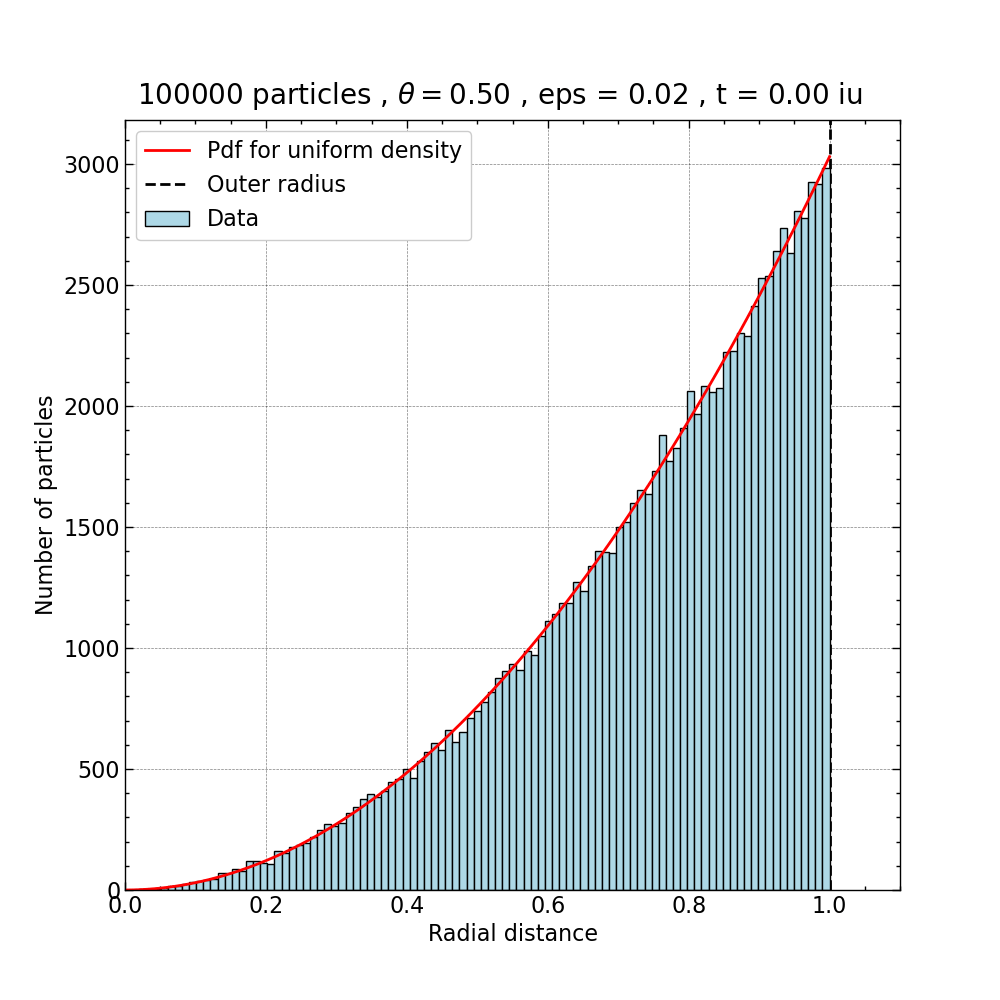 100000 particles , θ = 0.50 , eps = 0.02 , t = 0.00 iu
Pdf for uniform density
Outer radius
Data
3000
2500
2000
1500
1000
500
0
0.0 0.2 0.4 0.6 0.8 1.0
Number of particles
Radial distance